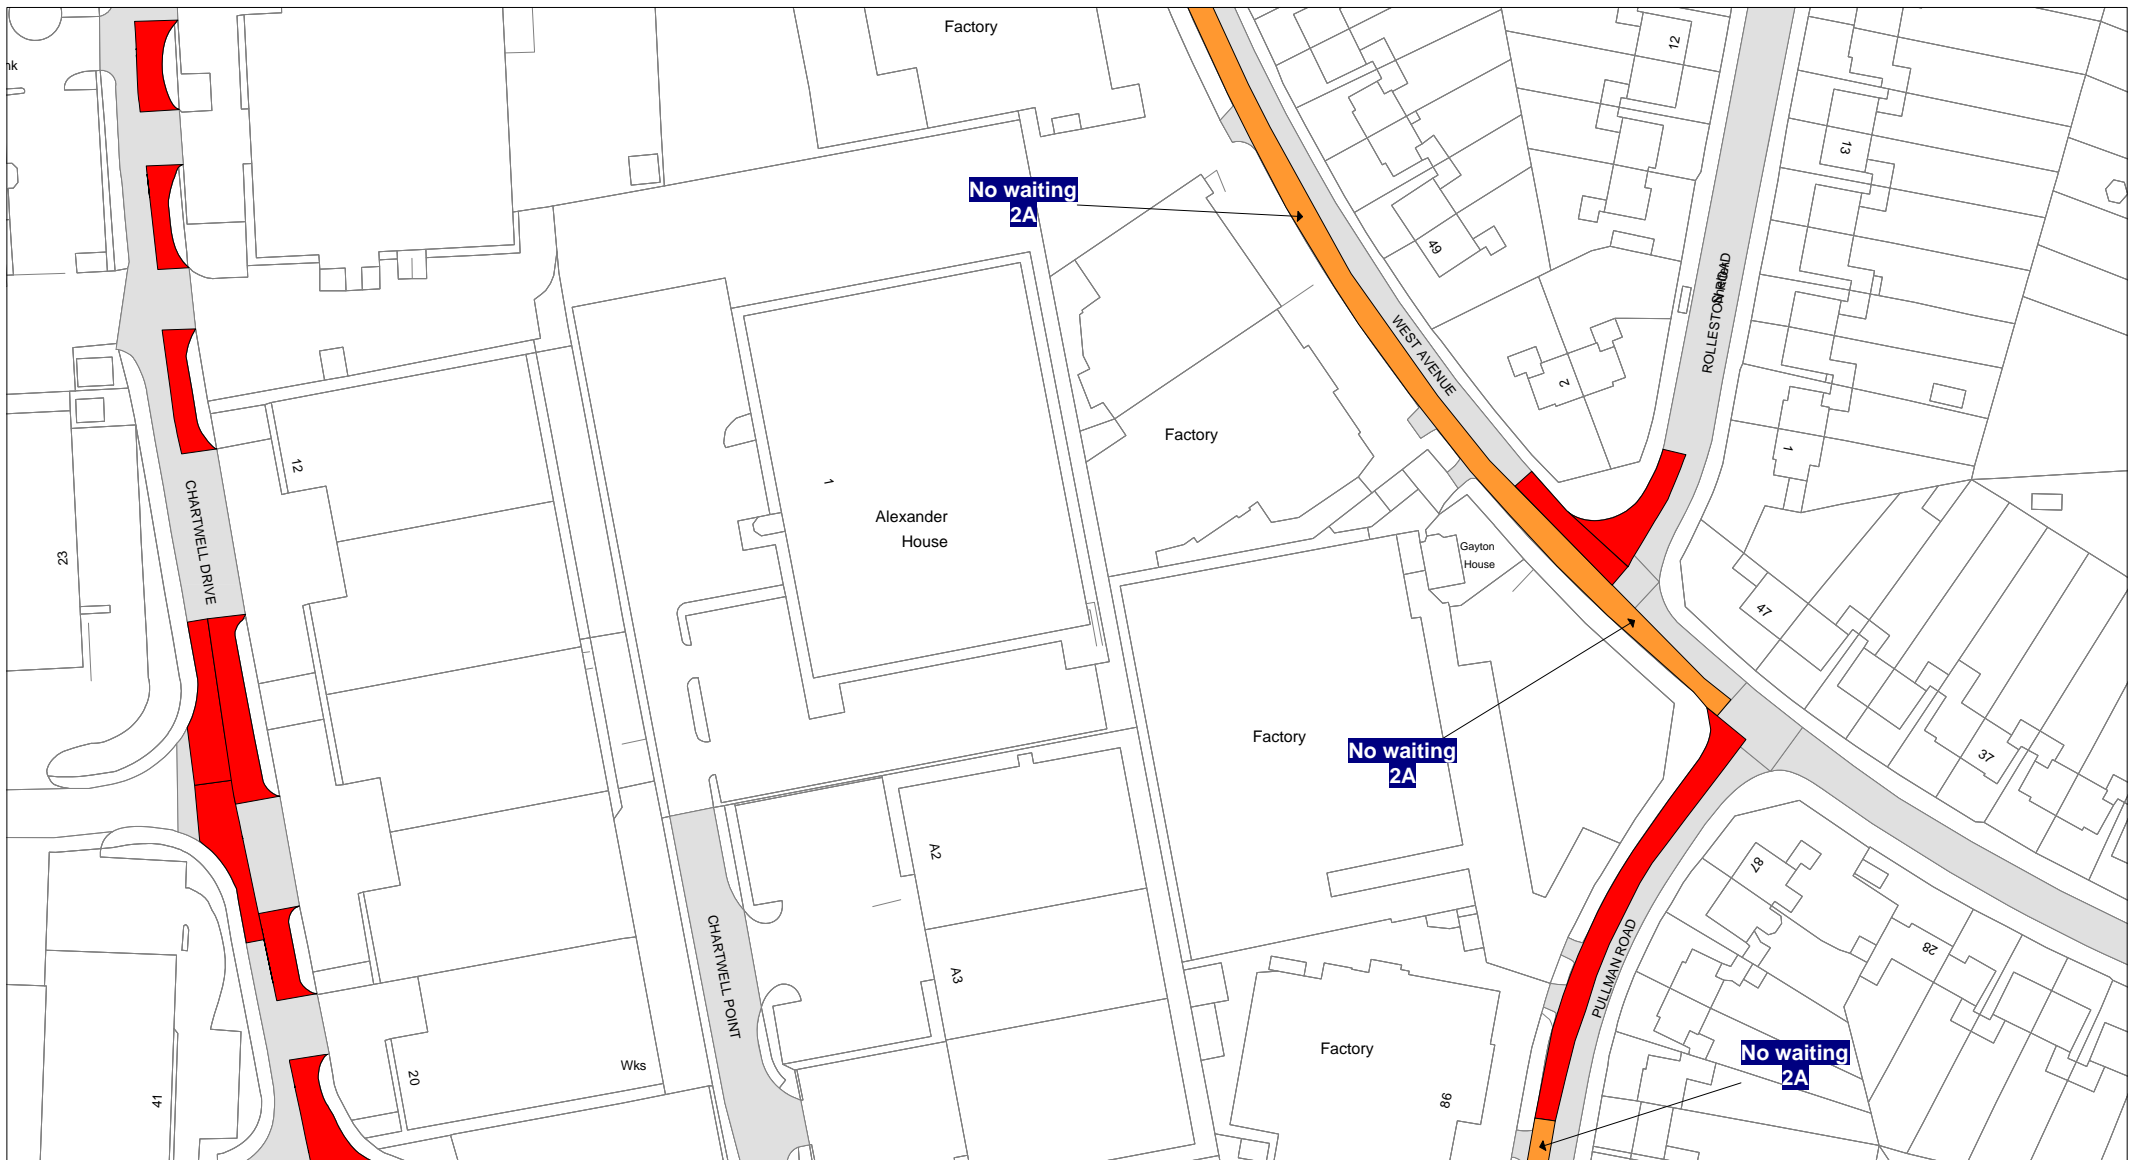 Factory
12
nk
13
No waiting
2A
49
ROLLESTON ROAD
Shelter
WEST AVENUE
2
Factory
1
12
1
Alexander
House
CHARTWELL DRIVE
23
Gayton
House
47
Factory
No waiting
2A
37
A2
87
28
CHARTWELL POINT
A3
PULLMAN ROAD
Factory
No waiting
2A
Wks
20
41
86